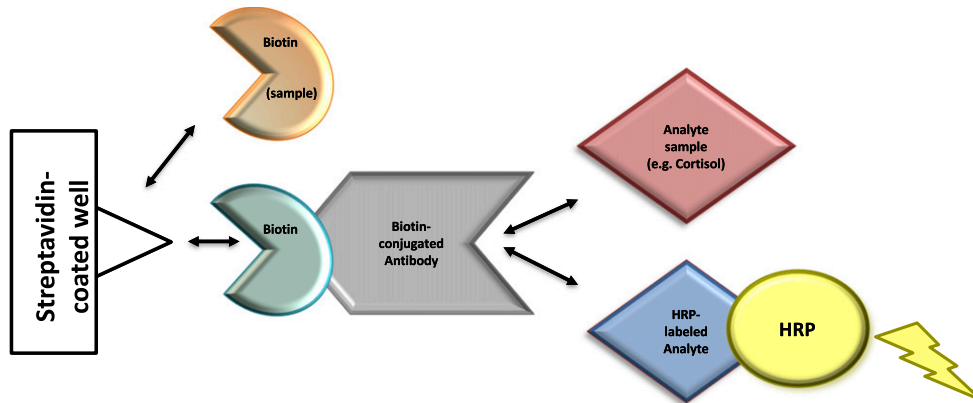 Biotin
(sample)
Streptavidin-
coated well
Biotin
Biotin-
conjugated
Antibody
Analyte
sample
(e.g. Cortisol)
HRP-
labeled
Analyte
HRP